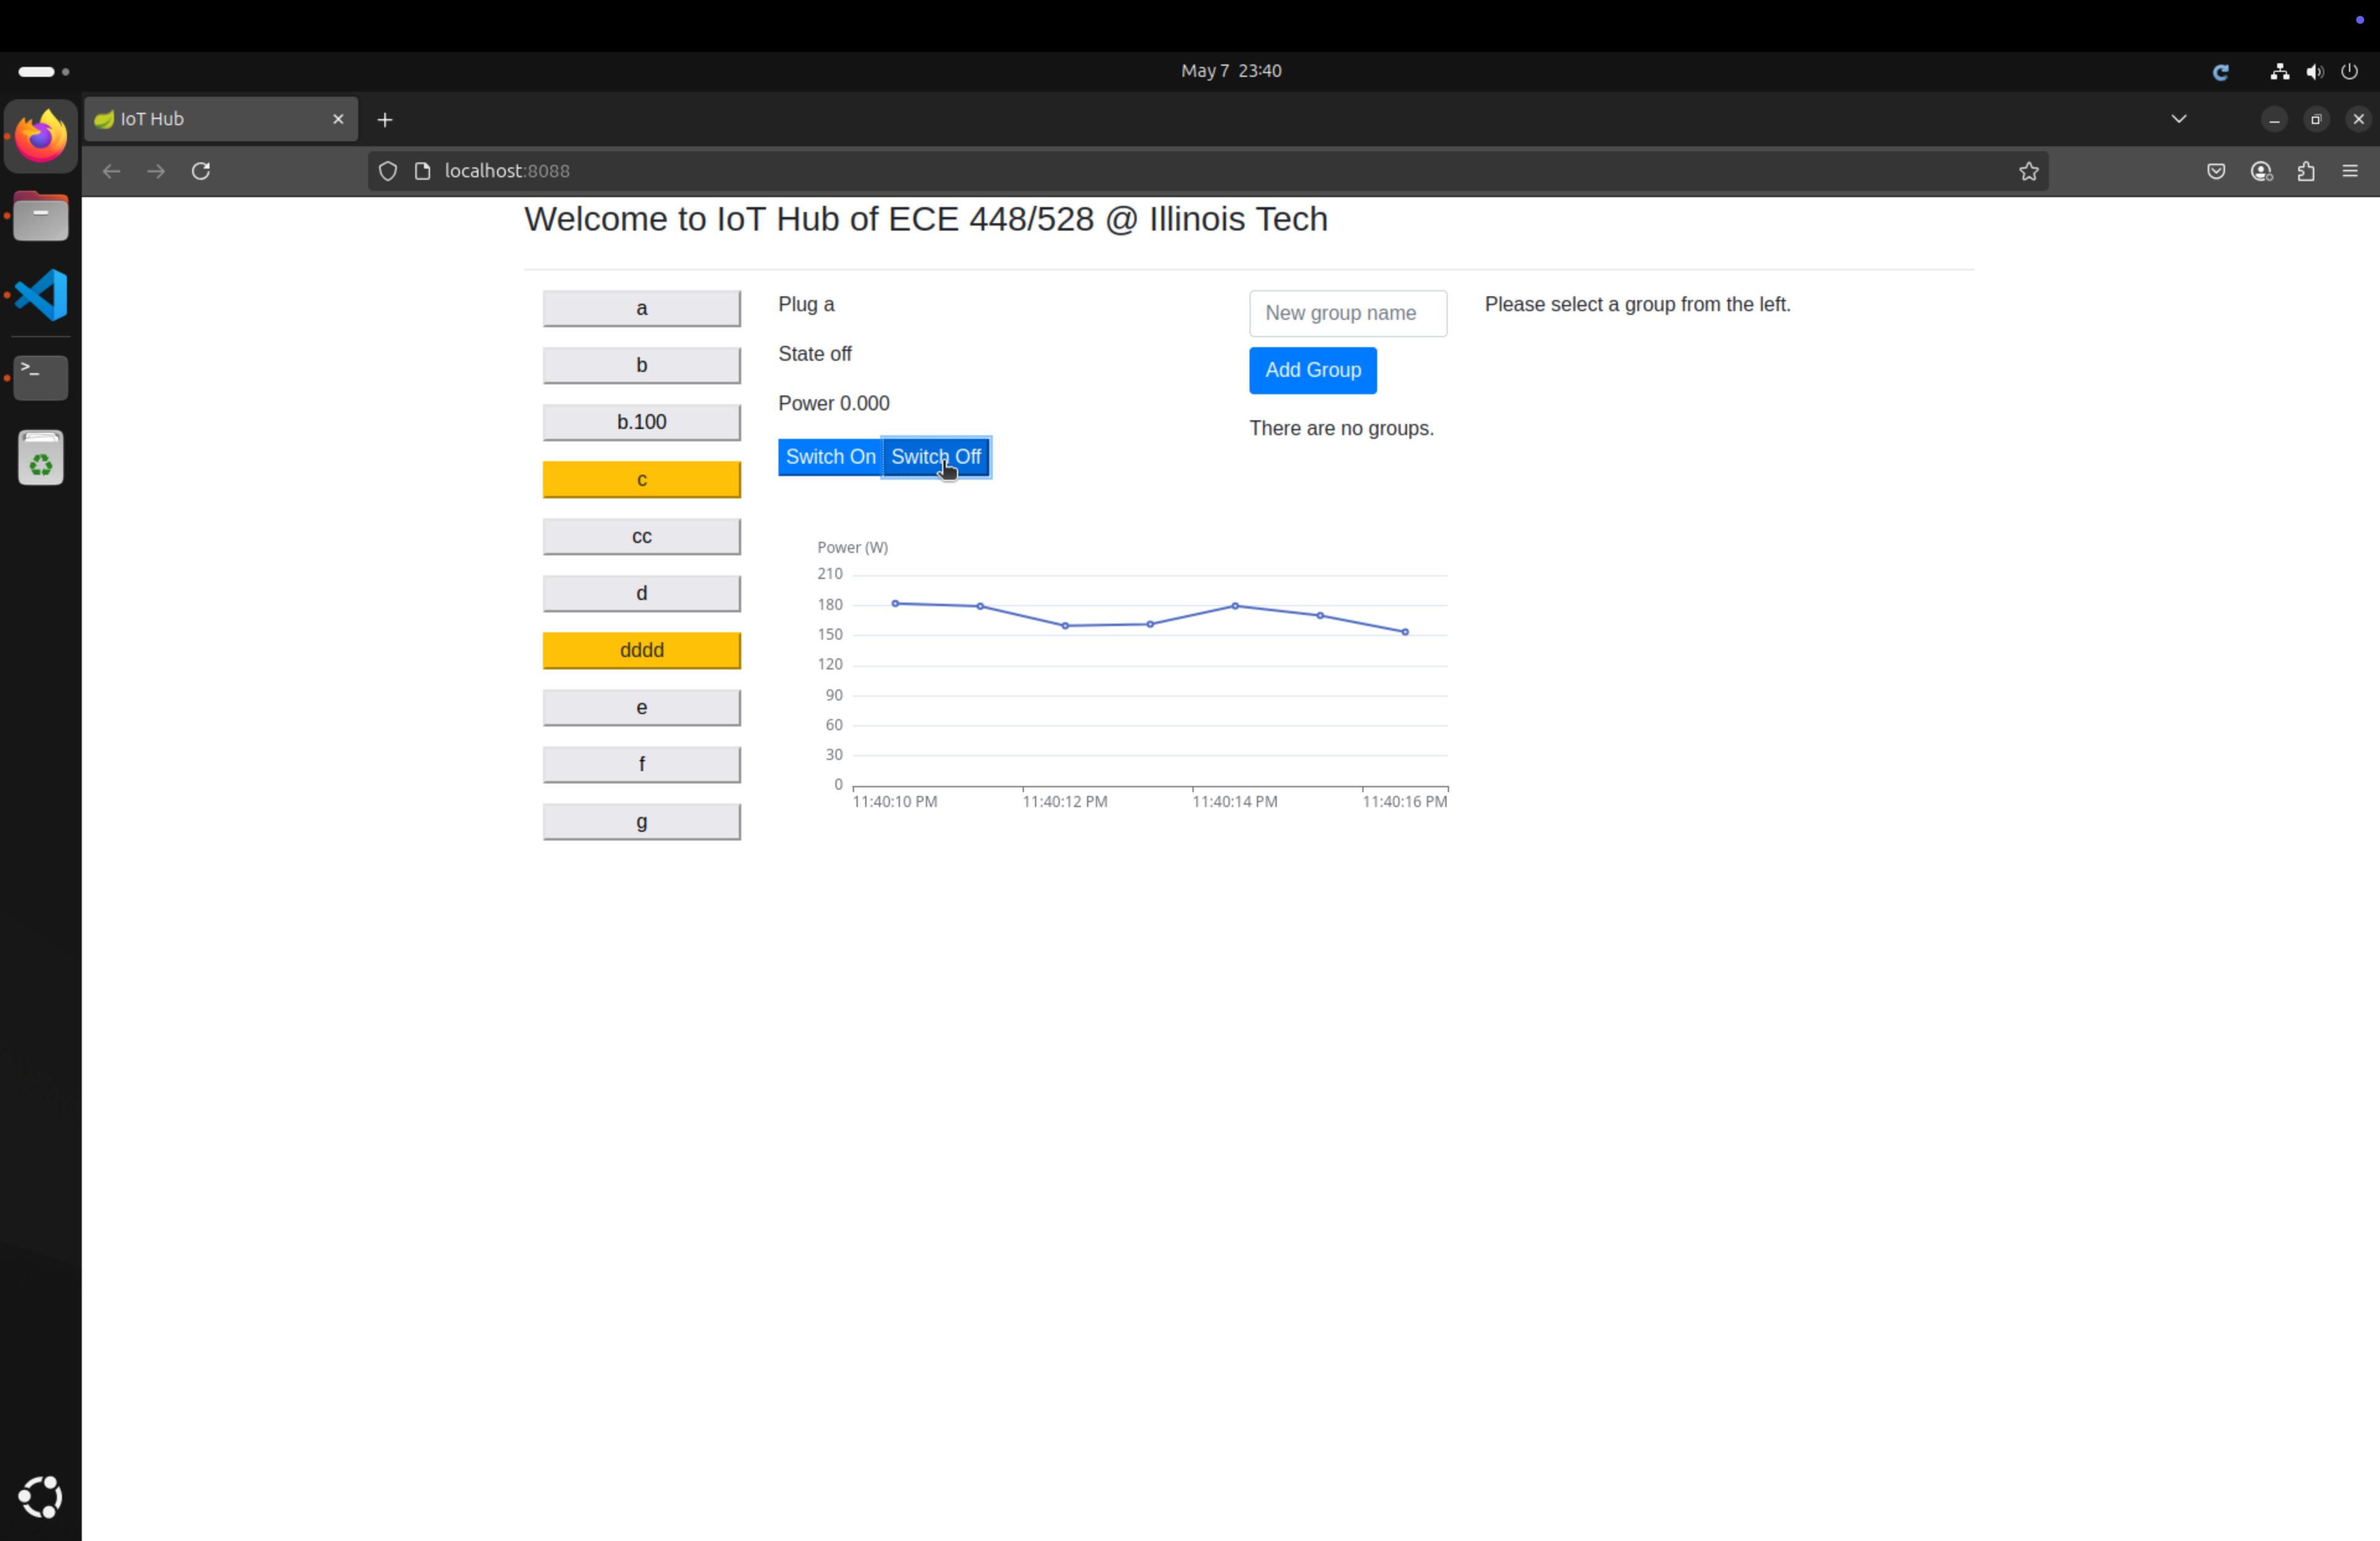 May 7 23:40
IoT Hub
localhost:8088
Welcome to IoT Hub of ECE 448/528 @ Illinois Tech
a
b
b.100
c
cc
d
dddd
e
f
g
Plug a
State off
Power 0.000
Switch On Switch Off
Power (W)
210
180
150
120
90
60
30
0
11:40:10 PM 11:40:12 PM 11:40:14 PM 11:40:16 PM
New group name
Add Group
There are no groups.
Please select a group from the left.